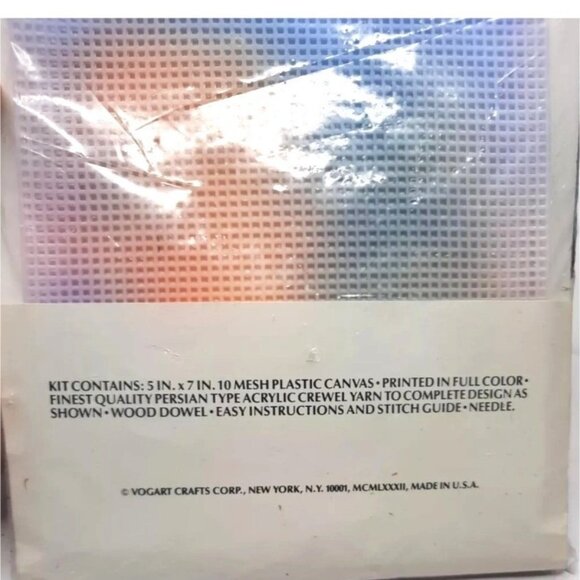 KIT CONTAINS: 5 IN. x 7 IN. 10 MESH PLASTIC CANVAS • PRINTED IN FULL COLOR •
FINEST QUALITY PERSIAN TYPE ACRYLIC CREWEL YARN TO COMPLETE DESIGN AS
SHOWN • WOOD DOWEL • EASY INSTRUCTIONS AND STITCH GUIDE • NEEDLE.
© VOGART CRAFTS CORP., NEW YORK, N.Y. 10001, MCMLXXXII, MADE IN U.S.A.